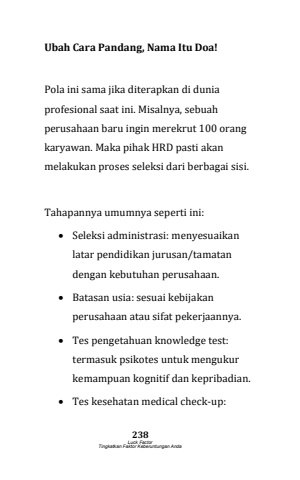 Ubah Cara Pandang, Nama Itu Doa!
Pola ini sama jika diterapkan di dunia
profesional saat ini. Misalnya, sebuah
perusahaan baru ingin merekrut 100 orang
karyawan. Maka pihak HRD pasti akan
melakukan proses seleksi dari berbagai sisi.
Tahapannya umumnya seperti ini:
• Seleksi administrasi: menyesuaikan
latar pendidikan jurusan/tamatan
dengan kebutuhan perusahaan.
• Batasan usia: sesuai kebijakan
perusahaan atau sifat pekerjaannya.
• Tes pengetahuan knowledge test:
termasuk psikotes untuk mengukur
kemampuan kognitif dan kepribadian.
• Tes kesehatan medical check-up:
238
Luck Factor
Tingkatkan Faktor Keberuntungan Anda